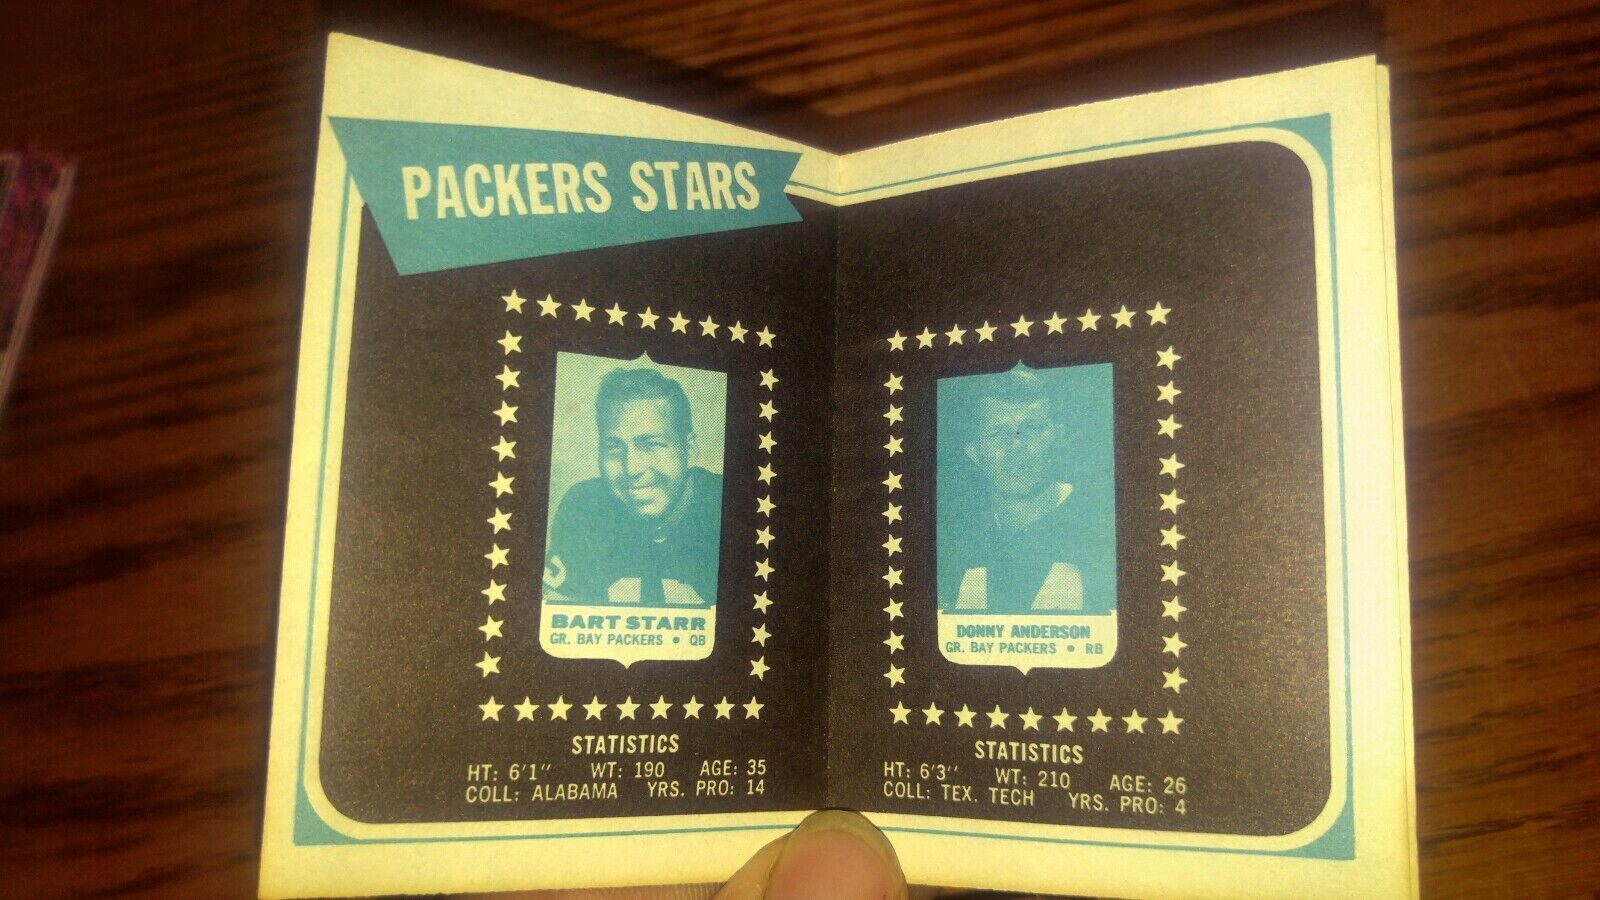 PACKERS STARS
BART STARR
GR. BAY PACKERS • QB
STATISTICS
HT: 6'1" WT: 190 AGE: 35
COLL: ALABAMA YRS. PRO: 14
DONNY ANDERSON
GR. BAY PACKERS • RB
STATISTICS
HT: 6'3" WT: 210 AGE: 26
COLL: TEX. TECH YRS. PRO: 4